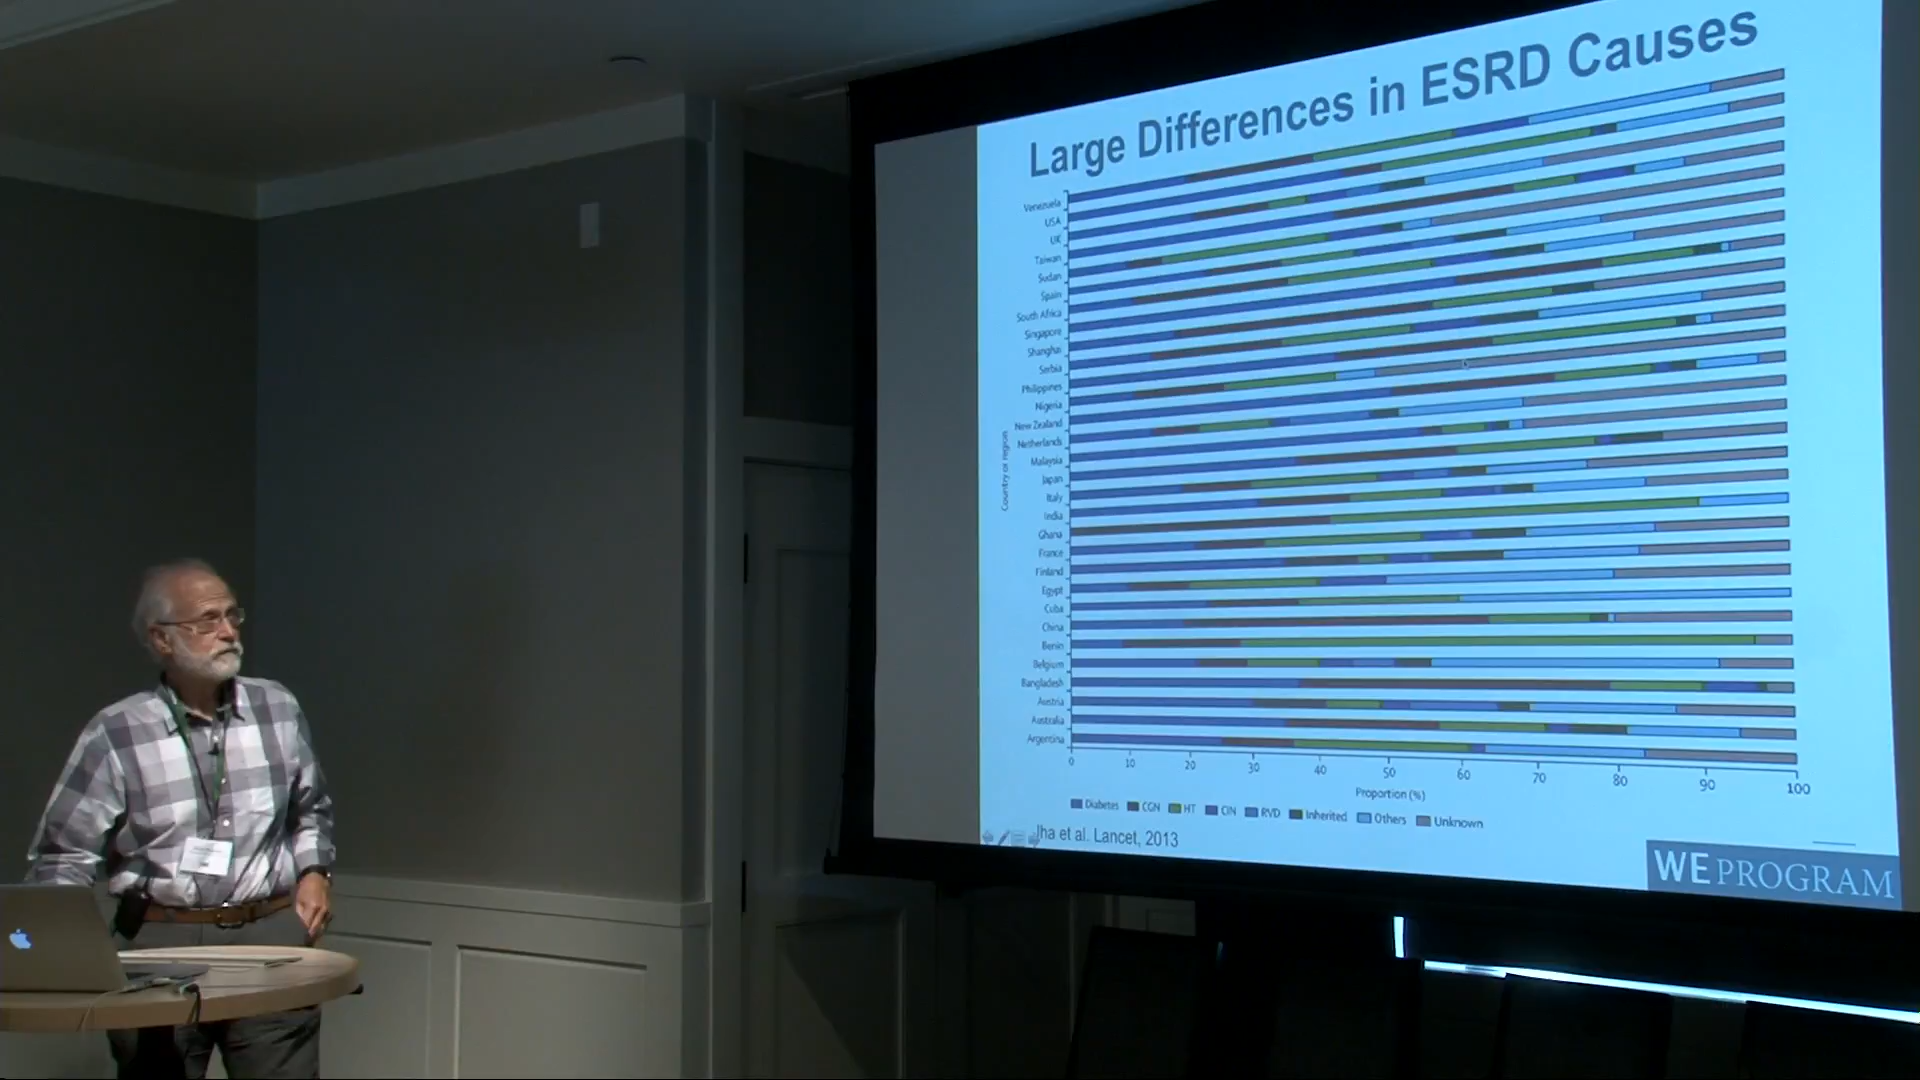 Large Differences in ESRD Causes
Venezuela
USA
UK
Taiwan
Sudan
Spain
South Africa
Singapore
Shanghai
Serbia
Philippines
Nigeria
New Zealand
Netherlands
Malaysia
Japan
Italy
India
Ghana
France
Finland
Egypt
Cuba
China
Benin
Belgium
Bangladesh
Austria
Australia
Argentina
Country or region
0 10 20 30 40 50 60 70 80 90 100
Proportion (%)
Diabetes CGN HT CIN RVD Inherited Others Unknown
Jha et al. Lancet, 2013
WE PROGRAM